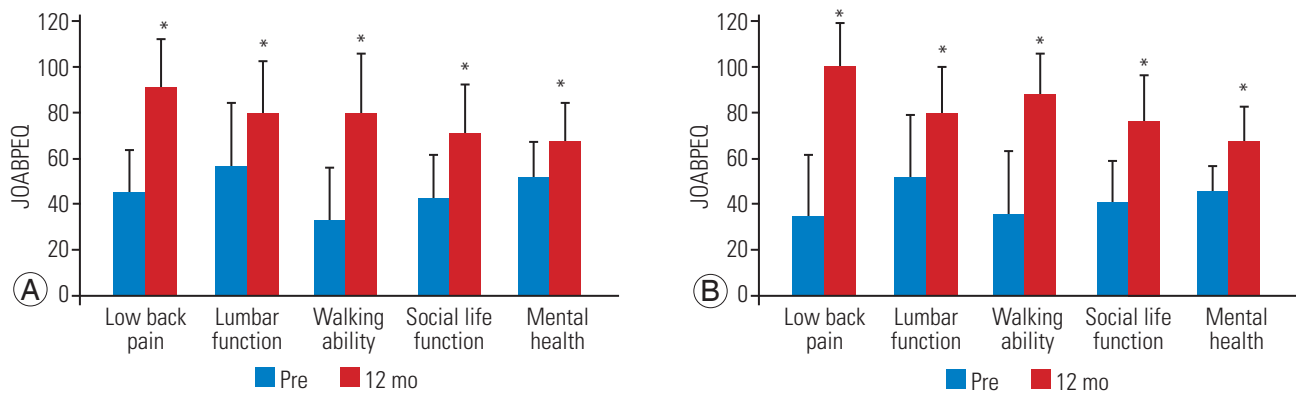 120
100
80
60
40
20
0
JOABPEQ
* * * * *
A
Low back pain
Lumbar function
Walking ability
Social life function
Mental health
Pre 12 mo
120
100
80
60
40
20
0
JOABPEQ
* * * * *
B
Low back pain
Lumbar function
Walking ability
Social life function
Mental health
Pre 12 mo